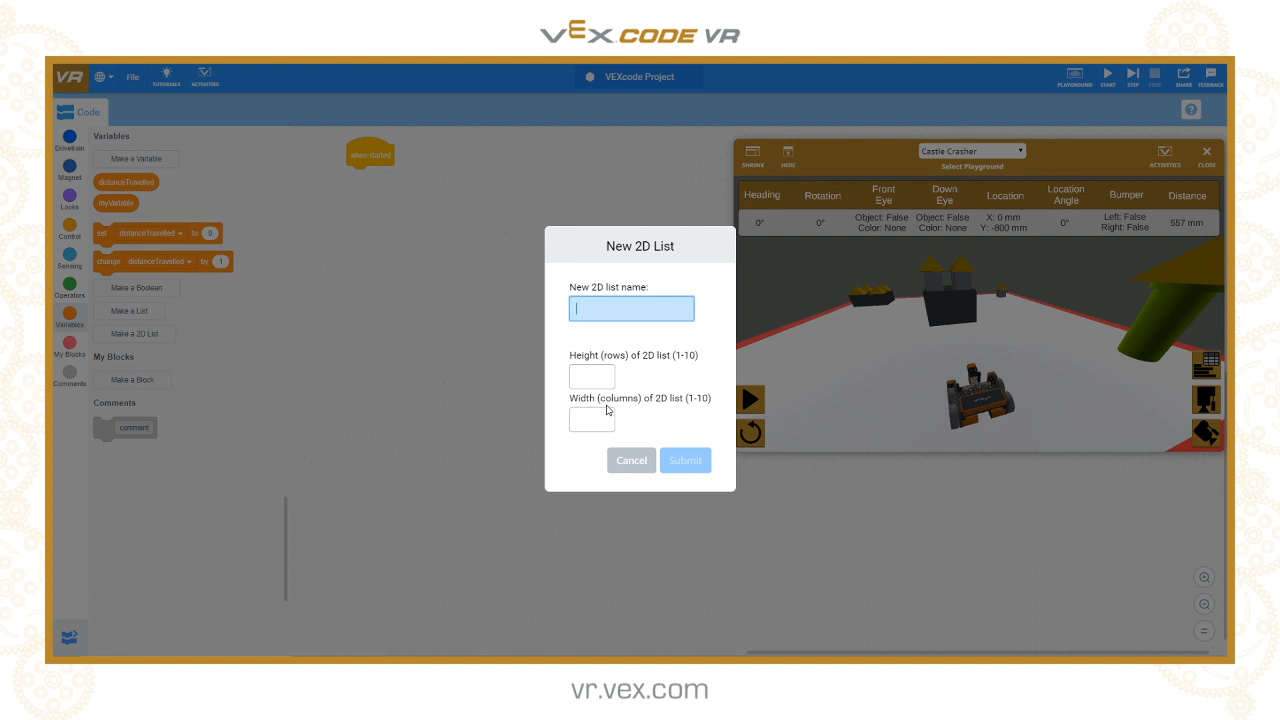 VEX CODE VR
VR
File
TUTORIALS
ACTIVITIES
VEXcode Project
PLAYGROUND
START
STEP
STOP
SHARE
FEEDBACK
Code
?
Drivetrain
Magnet
Looks
Control
Sensing
Operators
Variables
My Blocks
Comments
Variables
Make a Variable
distanceTravelled
myVariable
set distanceTravelled to 0
change distanceTravelled by 1
Make a Boolean
Make a List
Make a 2D List
My Blocks
Make a Block
Comments
comment
when started
New 2D List
New 2D list name:
Height (rows) of 2D list (1-10)
Width (columns) of 2D list (1-10)
Cancel
Submit
SHRINK
HIDE
Castle Crasher
Select Playground
ACTIVITIES
CLOSE
Heading Rotation Front Eye Down Eye Location Location Angle Bumper Distance
0° 0° Object: False Object: False X: 0 mm 0° Left: False 557 mm
Color: None Color: None Y: -800 mm Right: False
vr.vex.com